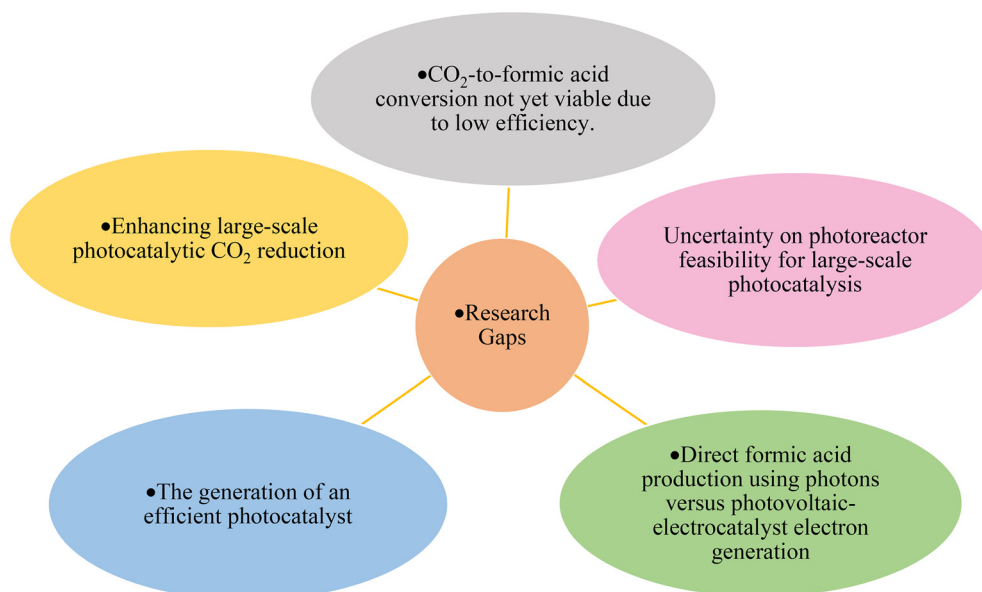 •CO₂-to-formic acid
conversion not yet viable due
to low efficiency.
•Enhancing large-scale
photocatalytic CO₂ reduction
Uncertainty on photoreactor
feasibility for large-scale
photocatalysis
•Research
Gaps
•The generation of an
efficient photocatalyst
•Direct formic acid
production using photons
versus photovoltaic-
electrocatalyst electron
generation